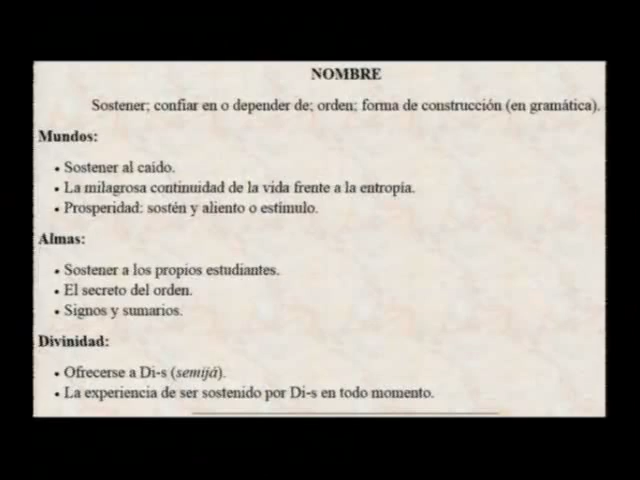 NOMBRE
Sostener; confiar en o depender de; orden; forma de construcción (en gramática).
Mundos:
• Sostener al caído.
• La milagrosa continuidad de la vida frente a la entropía.
• Prosperidad: sostén y aliento o estímulo.
Almas:
• Sostener a los propios estudiantes.
• El secreto del orden.
• Signos y sumarios.
Divinidad:
• Ofrecerse a Di-s (semijá).
• La experiencia de ser sostenido por Di-s en todo momento.